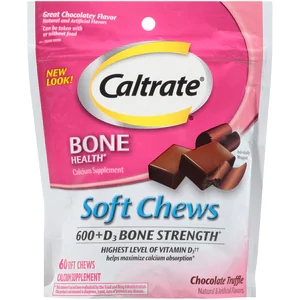 Great Chocolatey Flavor
Natural and Artificial Flavors
Can be taken with
or without food
NEW
LOOK!
Caltrate®
BONE
HEALTH*
Calcium Supplement
Individually
Wrapped
Soft Chews
600+D3 BONE STRENGTH*
HIGHEST LEVEL OF VITAMIN D3††
helps maximize calcium absorption*
60 SOFT CHEWS
CALCIUM SUPPLEMENT
Chocolate Truffle
Natural & Artificial Flavors